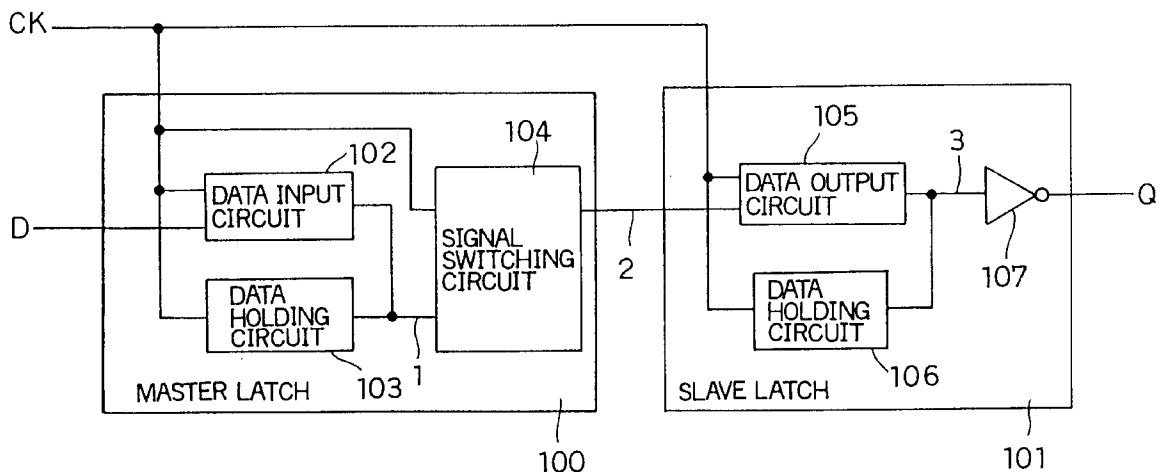 CK
104
105
3
102
DATA INPUT
CIRCUIT
DATA OUTPUT
CIRCUIT
D
Q
SIGNAL
SWITCHING
CIRCUIT
2
107
DATA
HOLDING
CIRCUIT
DATA
HOLDING
CIRCUIT
1
103
106
MASTER LATCH
SLAVE LATCH
100
101